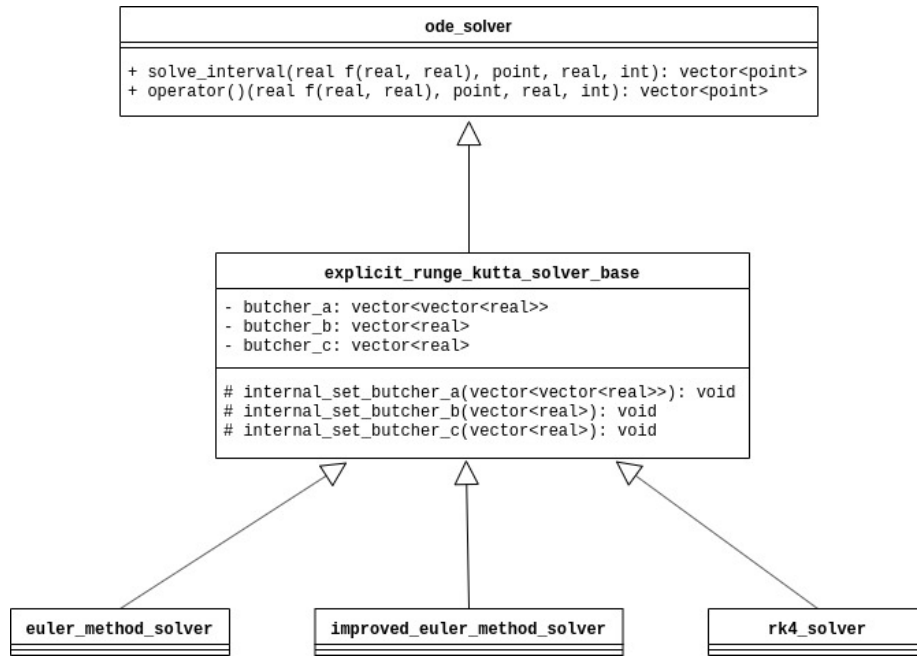 ode_solver
+ solve_interval(real f(real, real), point, real, int): vector<point>
+ operator()(real f(real, real), point, real, int): vector<point>
explicit_runge_kutta_solver_base
- butcher_a: vector<vector<real>>
- butcher_b: vector<real>
- butcher_c: vector<real>
# internal_set_butcher_a(vector<vector<real>>): void
# internal_set_butcher_b(vector<real>): void
# internal_set_butcher_c(vector<real>): void
euler_method_solver
improved_euler_method_solver
rk4_solver